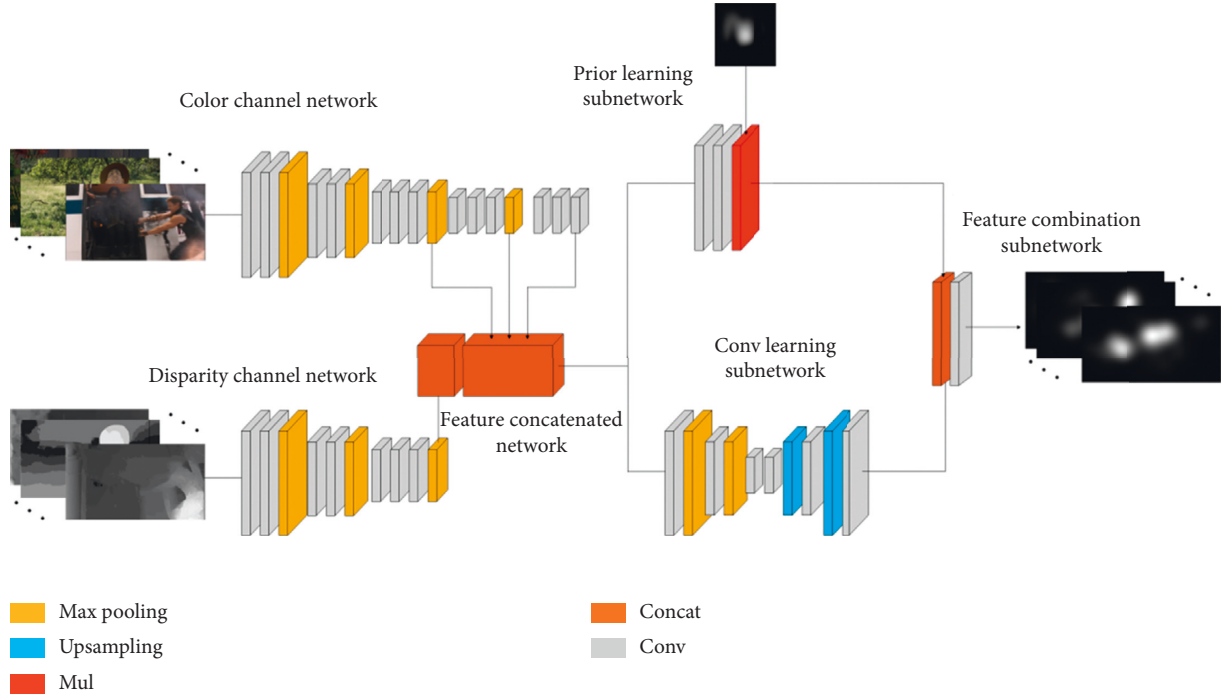 Prior learning
subnetwork
Color channel network
Feature combination
subnetwork
Conv learning
subnetwork
Disparity channel network
Feature concatenated
network
Max pooling
Upsampling
Mul
Concat
Conv